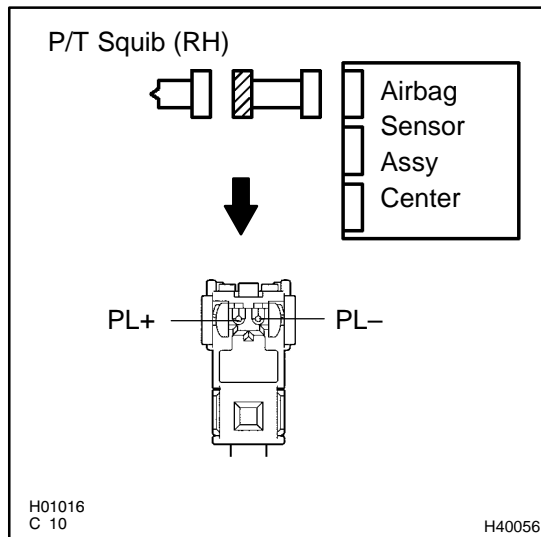 P/T Squib (RH)
Airbag
Sensor
Assy
Center
PL+
PL–
H01016
C 10
H40056